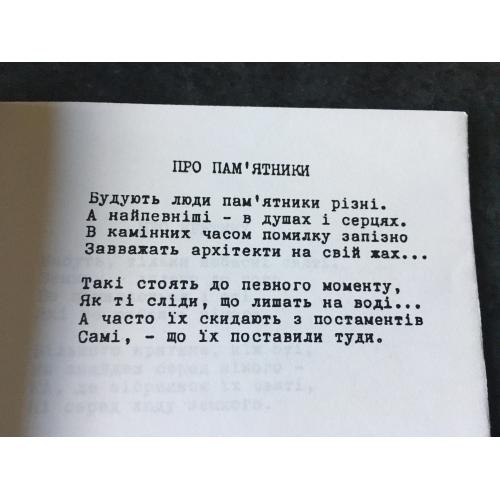 ПРО ПАМ'ЯТНИКИ
Будують люди пам'ятники різні.
А найпевніші - в душах і серцях.
В камінних часом помилку запізно
Завважать архітекти на свій жах...
Такі стоять до певного моменту,
Як ті сліди, що лишать на воді...
А часто їх скидають з постаментів
Самі, - що їх поставили туди.